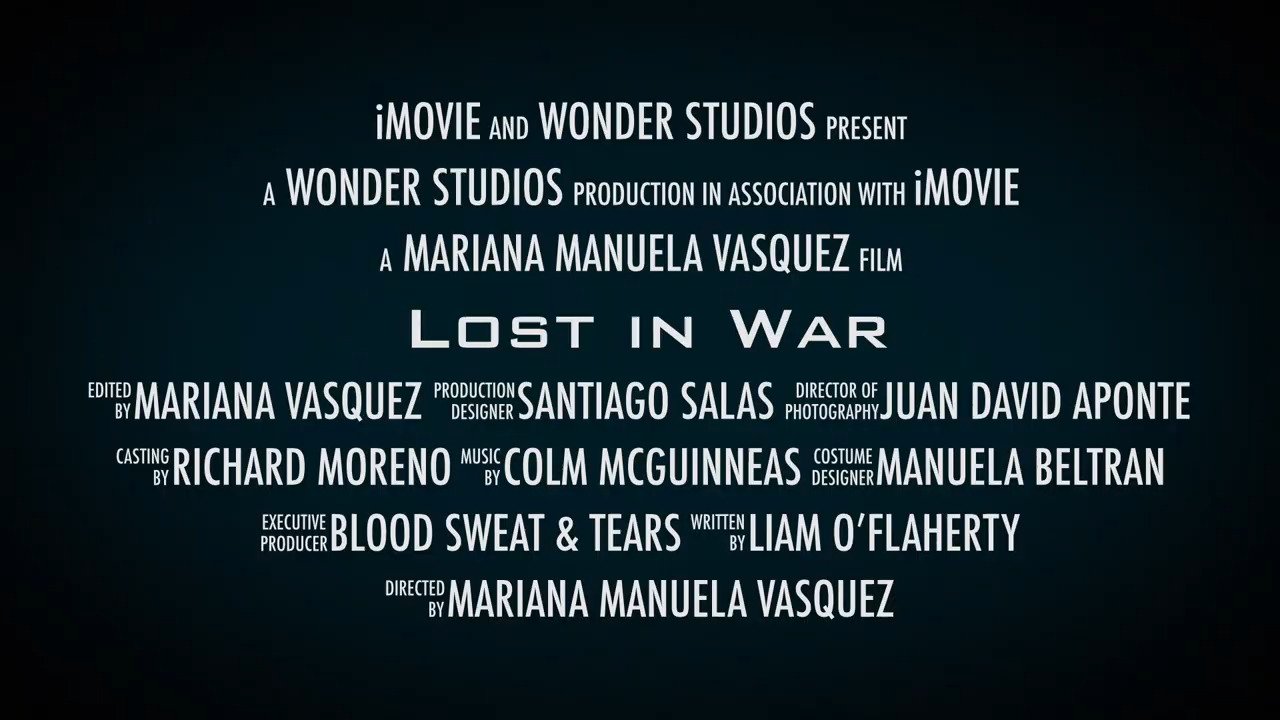 iMOVIE AND WONDER STUDIOS PRESENT
A WONDER STUDIOS PRODUCTION IN ASSOCIATION WITH iMOVIE
A MARIANA MANUELA VASQUEZ FILM
LOST IN WAR
EDITED BY MARIANA VASQUEZ PRODUCTION DESIGNER SANTIAGO SALAS DIRECTOR OF PHOTOGRAPHY JUAN DAVID APONTE
CASTING BY RICHARD MORENO MUSIC BY COLM MCGUINNEAS COSTUME DESIGNER MANUELA BELTRAN
EXECUTIVE PRODUCER BLOOD SWEAT & TEARS WRITTEN BY LIAM O'FLAHERTY
DIRECTED BY MARIANA MANUELA VASQUEZ